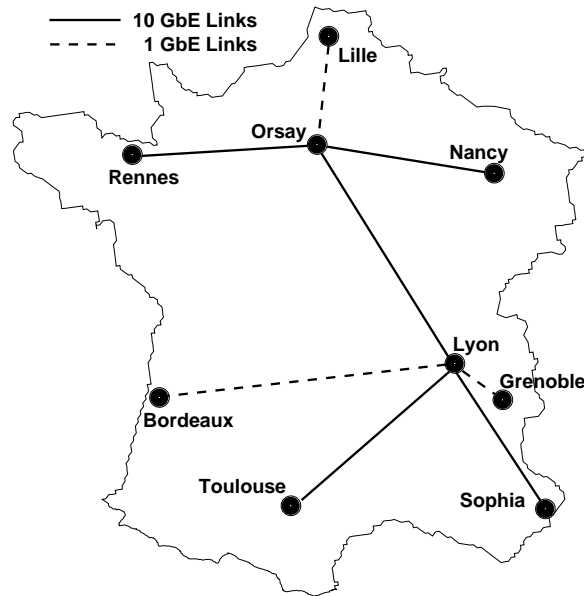 10 GbE Links
1 GbE Links
Lille
Orsay
Nancy
Rennes
Lyon
Grenoble
Bordeaux
Toulouse
Sophia